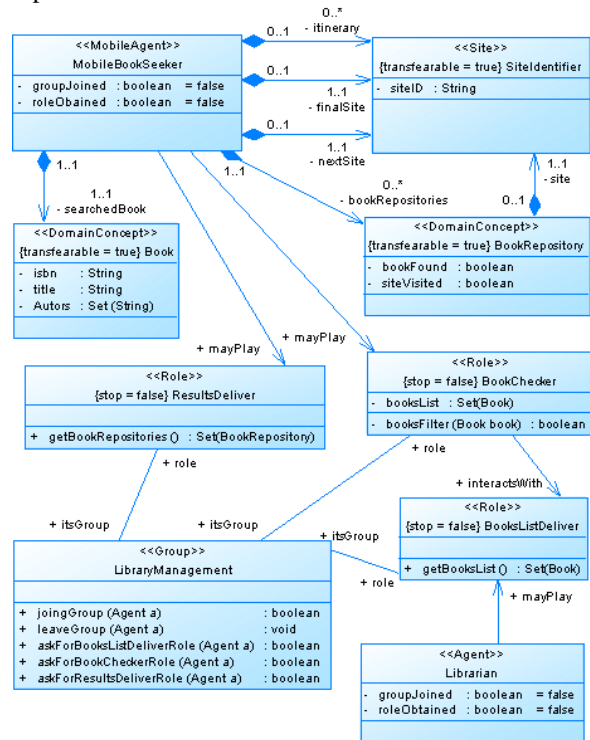 <<MobileAgent>>
MobileBookSeeker
- groupJoined : boolean = false
- roleObained : boolean = false
0..1
0..*
- itinerary
0..1
1..1
- finalSite
0..1
1..1
- nextSite
<<Site>>
{transfearable = true} SiteIdentifier
- siteID : String
1..1
1..1
- searchedBook
1..1
0..*
- bookRepositories
1..1
- site
0..1
<<DomainConcept>>
{transfearable = true} Book
- isbn : String
- title : String
- Autors : Set (String)
<<DomainConcept>>
{transfearable = true} BookRepository
- bookFound : boolean
- siteVisited : boolean
+ mayPlay
+ mayPlay
<<Role>>
{stop = false} ResultsDeliver
+ getBookRepositories () : Set(BookRepository)
<<Role>>
{stop = false} BookChecker
- booksList : Set(Book)
- booksFilter (Book book) : boolean
+ role
+ role
+ interactsWith
+ itsGroup
+ itsGroup
+ itsGroup
<<Role>>
{stop = false} BooksListDeliver
+ getBooksList () : Set(Book)
+ role
+ mayPlay
<<Group>>
LibraryManagement
+ joingGroup (Agent a) : boolean
+ leaveGroup (Agent a) : void
+ askForBooksListDeliverRole (Agent a) : boolean
+ askForBookCheckerRole (Agent a) : boolean
+ askForResultsDeliverRole (Agent a) : boolean
<<Agent>>
Librarian
- groupJoined : boolean = false
- roleObtained : boolean = false